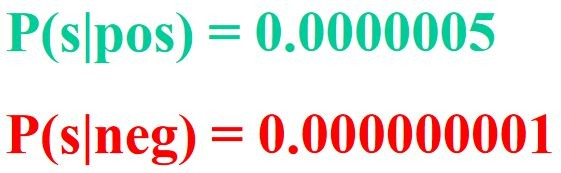 P(s|pos) = 0.0000005
P(s|neg) = 0.000000001